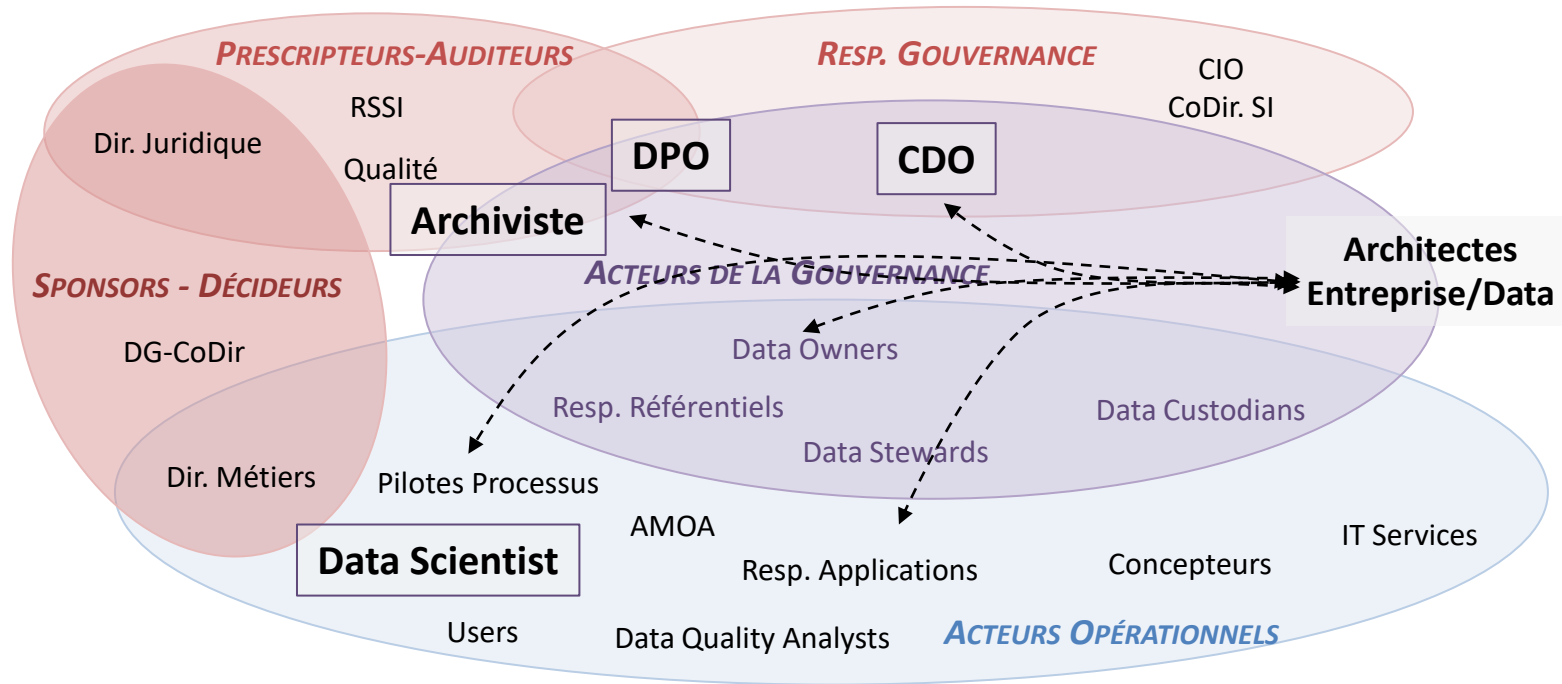 PRESCRIPTEURS-AUDITEURS
RESP. GOUVERNANCE
CIO
CoDir. SI
RSSI
Dir. Juridique
Qualité
DPO
CDO
Archiviste
Architectes
Entreprise/Data
SPONSORS - DÉCIDEURS
ACTEURS DE LA GOUVERNANCE
DG-CoDir
Data Owners
Resp. Référentiels
Data Custodians
Data Stewards
Dir. Métiers
Pilotes Processus
AMOA
IT Services
Data Scientist
Resp. Applications
Concepteurs
Users
Data Quality Analysts
ACTEURS OPÉRATIONNELS